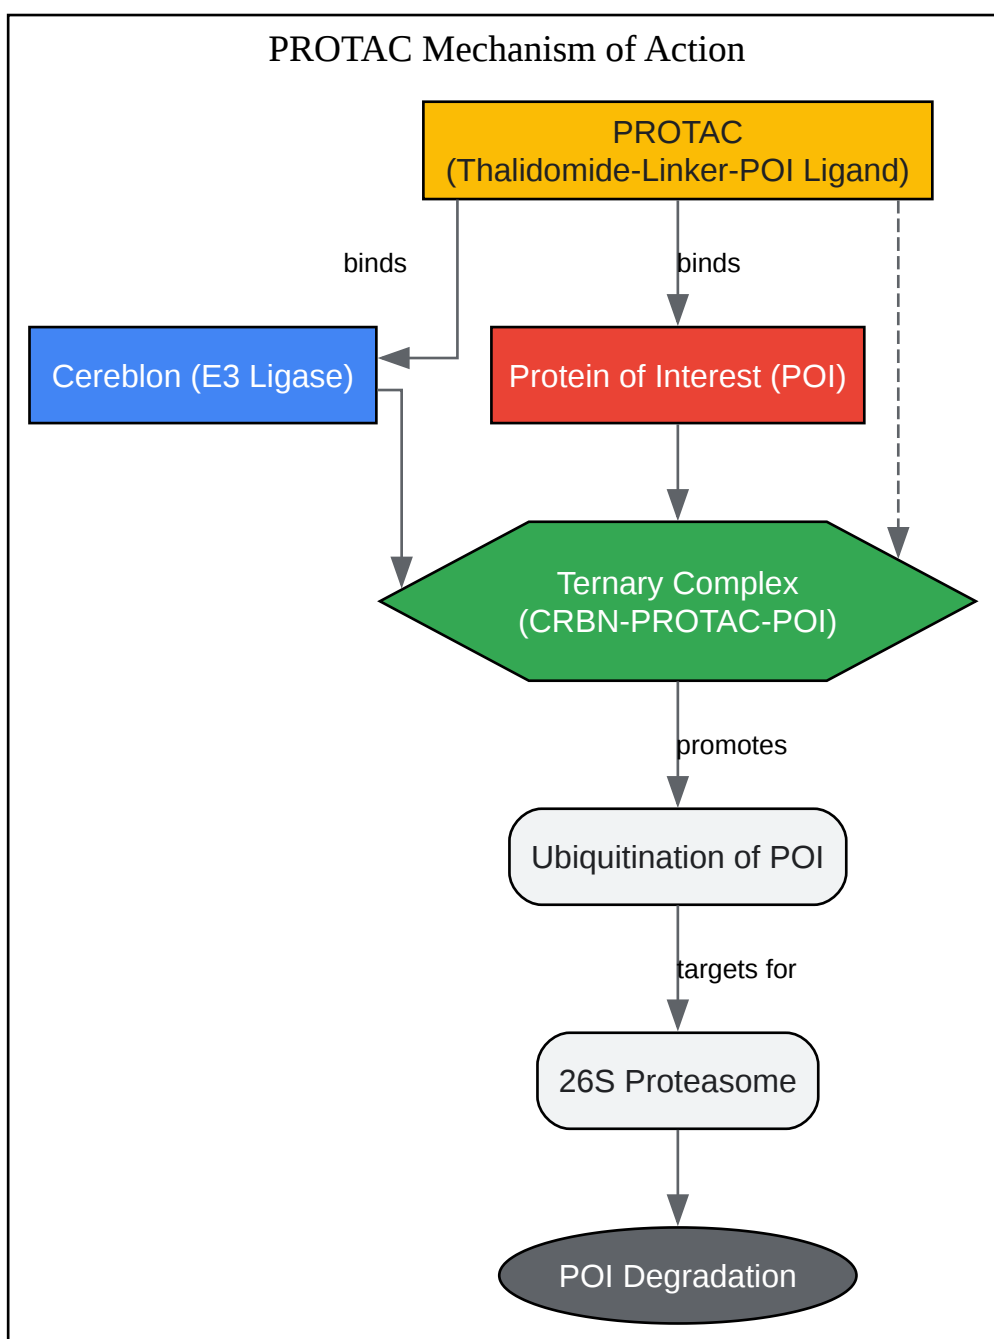 PROTAC Mechanism of Action
PROTAC
(Thalidomide-Linker-POI Ligand)
binds
binds
Cereblon (E3 Ligase)
Protein of Interest (POI)
Ternary Complex
(CRBN-PROTAC-POI)
promotes
Ubiquitination of POI
targets for
26S Proteasome
POI Degradation